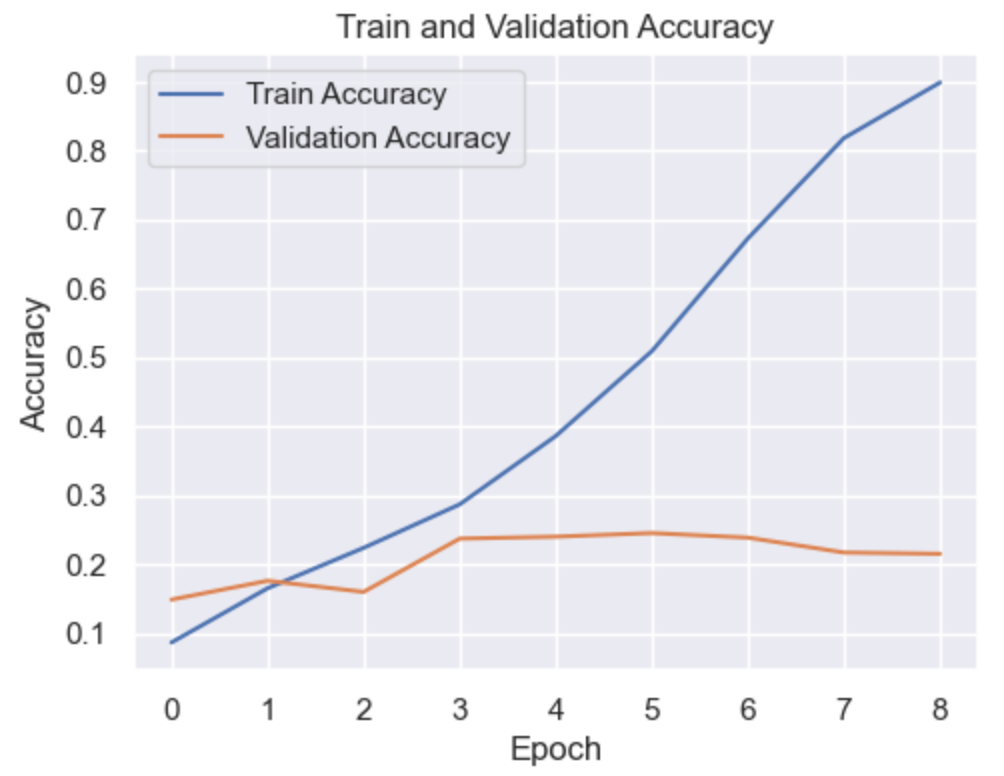 Train and Validation Accuracy
Train Accuracy
Validation Accuracy
Accuracy
0.9
0.8
0.7
0.6
0.5
0.4
0.3
0.2
0.1
0 1 2 3 4 5 6 7 8
Epoch